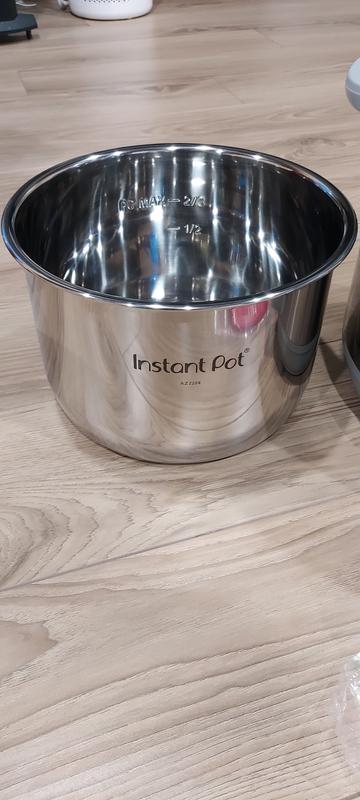 PC MAX — 2/3
— 1/2
Instant Pot®